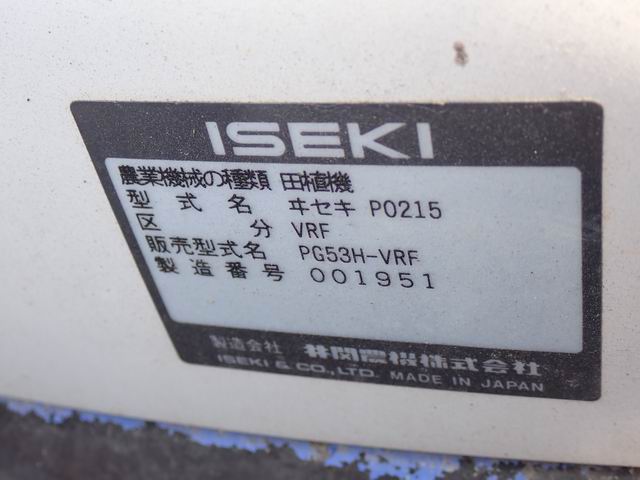 ISEKI
農業機械の種類 田植機
型式名 ヰセキ P0215
区分 VRF
販売型式名 PG53H-VRF
製造番号 001951
製造会社 井関農機株式会社
ISEKI & CO., LTD. MADE IN JAPAN